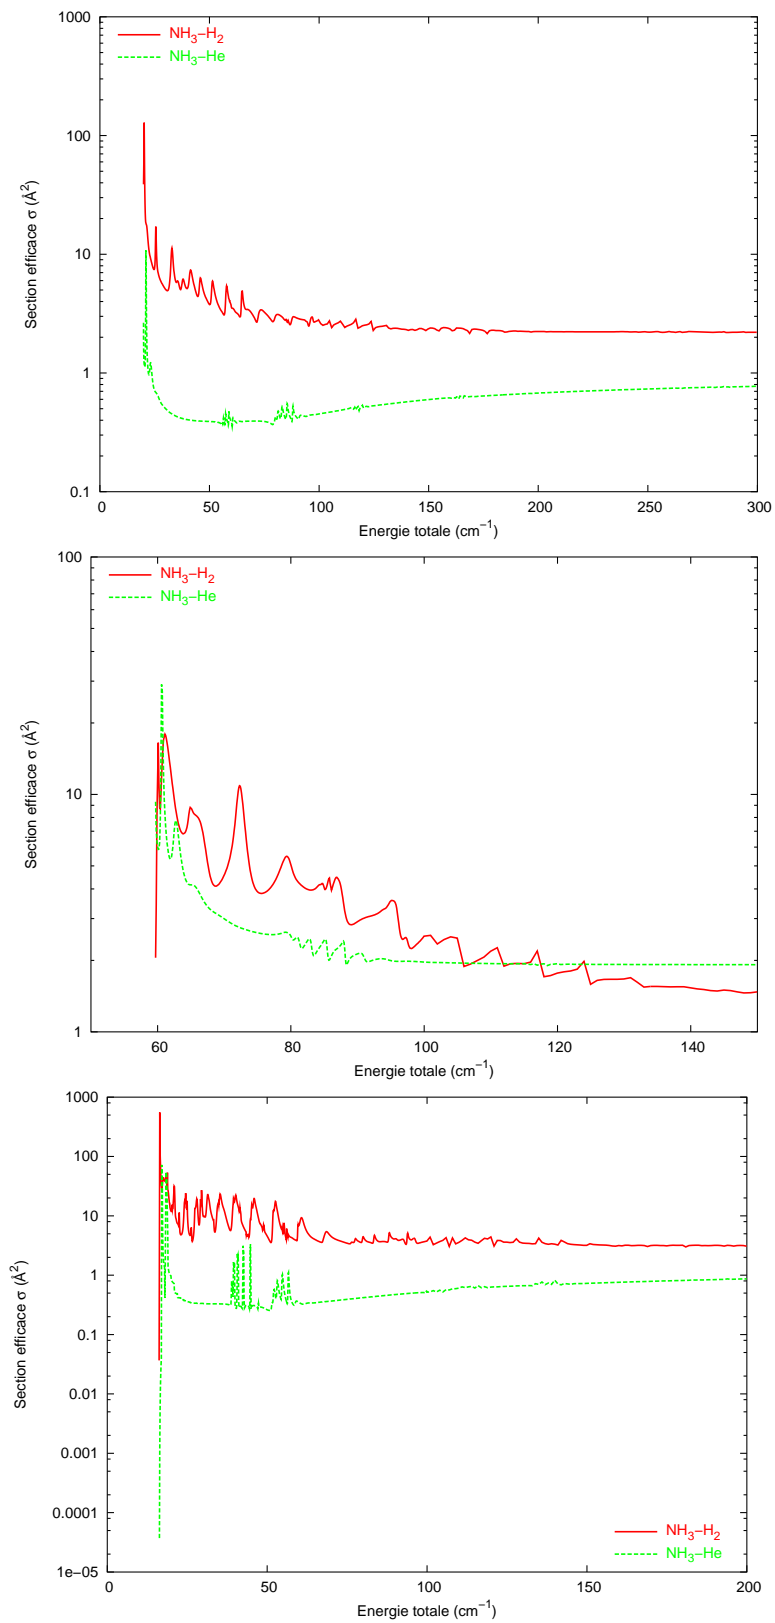 1000
NH3−H2
NH3−He
100
10
1
0.1
Section efficace σ (Å2)
0 50 100 150 200 250 300
Energie totale (cm−1)
100
NH3−H2
NH3−He
10
1
Section efficace σ (Å2)
60 80 100 120 140
Energie totale (cm−1)
1000
100
10
1
0.1
0.01
0.001
0.0001
1e−05
Section efficace σ (Å2)
NH3−H2
NH3−He
0 50 100 150 200
Energie totale (cm−1)